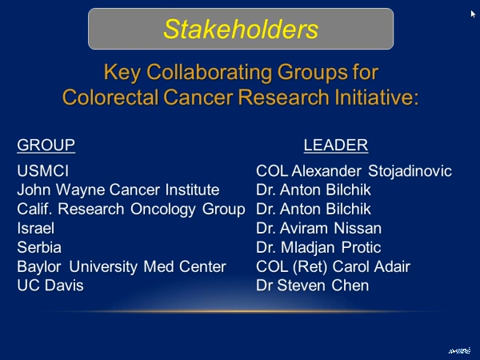 Stakeholders
Key Collaborating Groups for
Colorectal Cancer Research Initiative:
GROUP LEADER
USMCI COL Alexander Stojadinovic
John Wayne Cancer Institute Dr. Anton Bilchik
Calif. Research Oncology Group Dr. Anton Bilchik
Israel Dr. Aviram Nissan
Serbia Dr. Mladjan Protic
Baylor University Med Center COL (Ret) Carol Adair
UC Davis Dr Steven Chen